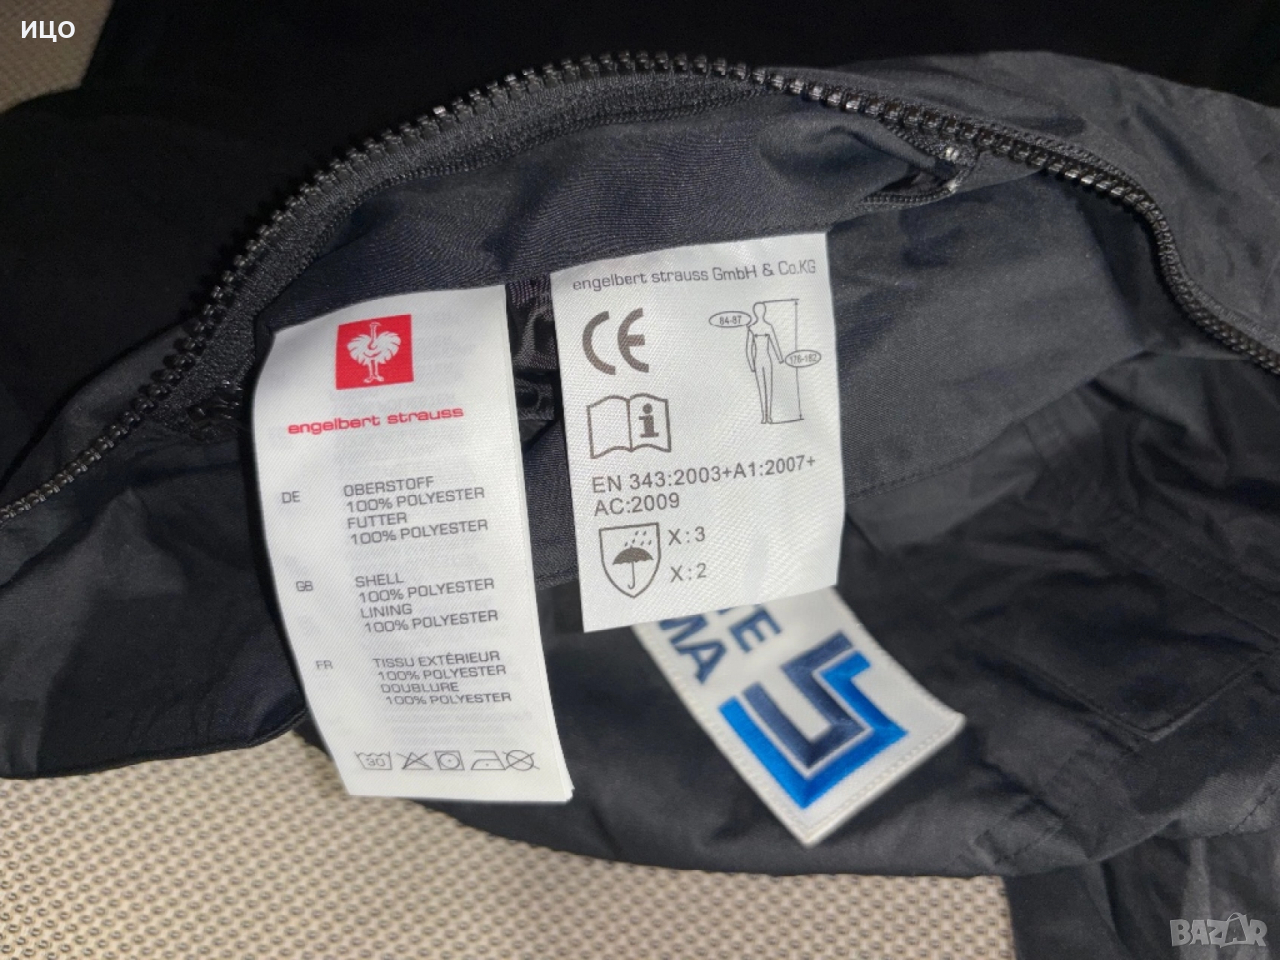 ицо
engelbert strauss
DE
OBERSTOFF
100% POLYESTER
FUTTER
100% POLYESTER
GB
SHELL
100% POLYESTER
LINING
100% POLYESTER
FR
TISSU EXTÉRIEUR
100% POLYESTER
DOUBLURE
100% POLYESTER
30
engelbert strauss GmbH & Co.KG
CE
84-87
176-182
i
EN 343:2003+A1:2007+
AC:2009
X:3
X:2
BAZAR